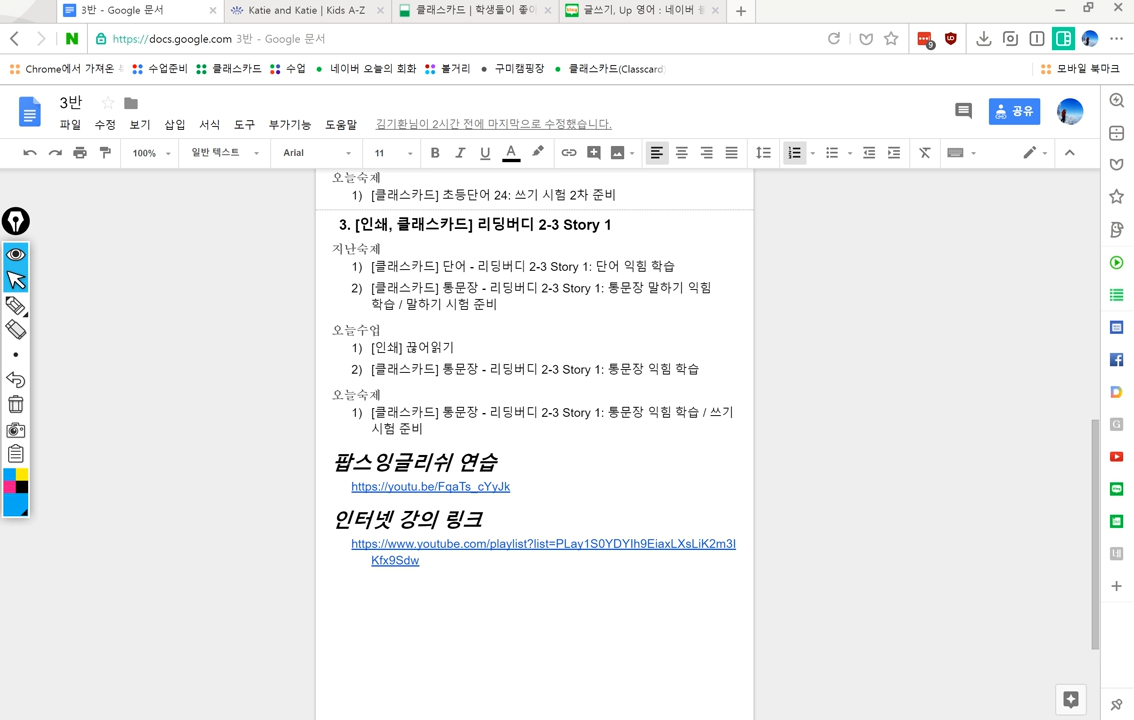 3반 - Google 문서
Katie and Katie | Kids A-Z
클래스카드 | 학생들이 좋아
글쓰기, Up 영어 : 네이버 블
https://docs.google.com 3반 - Google 문서
9
Chrome에서 가져온
수업준비
클래스카드
수업
네이버 오늘의 회화
볼거리
구미캠핑장
클래스카드(Classcard)
모바일 북마크
3반
파일 수정 보기 삽입 서식 도구 부가기능 도움말
김기환님이 2시간 전에 마지막으로 수정했습니다.
공유
100% 일반 텍스트 Arial 11 B I U A
오늘숙제
1) [클래스카드] 초등단어 24: 쓰기 시험 2차 준비
3. [인쇄, 클래스카드] 리딩버디 2-3 Story 1
지난숙제
1) [클래스카드] 단어 - 리딩버디 2-3 Story 1: 단어 익힘 학습
2) [클래스카드] 통문장 - 리딩버디 2-3 Story 1: 통문장 말하기 익힘
학습 / 말하기 시험 준비
오늘수업
1) [인쇄] 끊어읽기
2) [클래스카드] 통문장 - 리딩버디 2-3 Story 1: 통문장 익힘 학습
오늘숙제
1) [클래스카드] 통문장 - 리딩버디 2-3 Story 1: 통문장 익힘 학습 / 쓰기
시험 준비
팝스잉글리쉬 연습
https://youtu.be/FqaTs_cYyJk
인터넷 강의 링크
https://www.youtube.com/playlist?list=PLay1S0YDYIh9EiaxLXsLiK2m3I
Kfx9Sdw